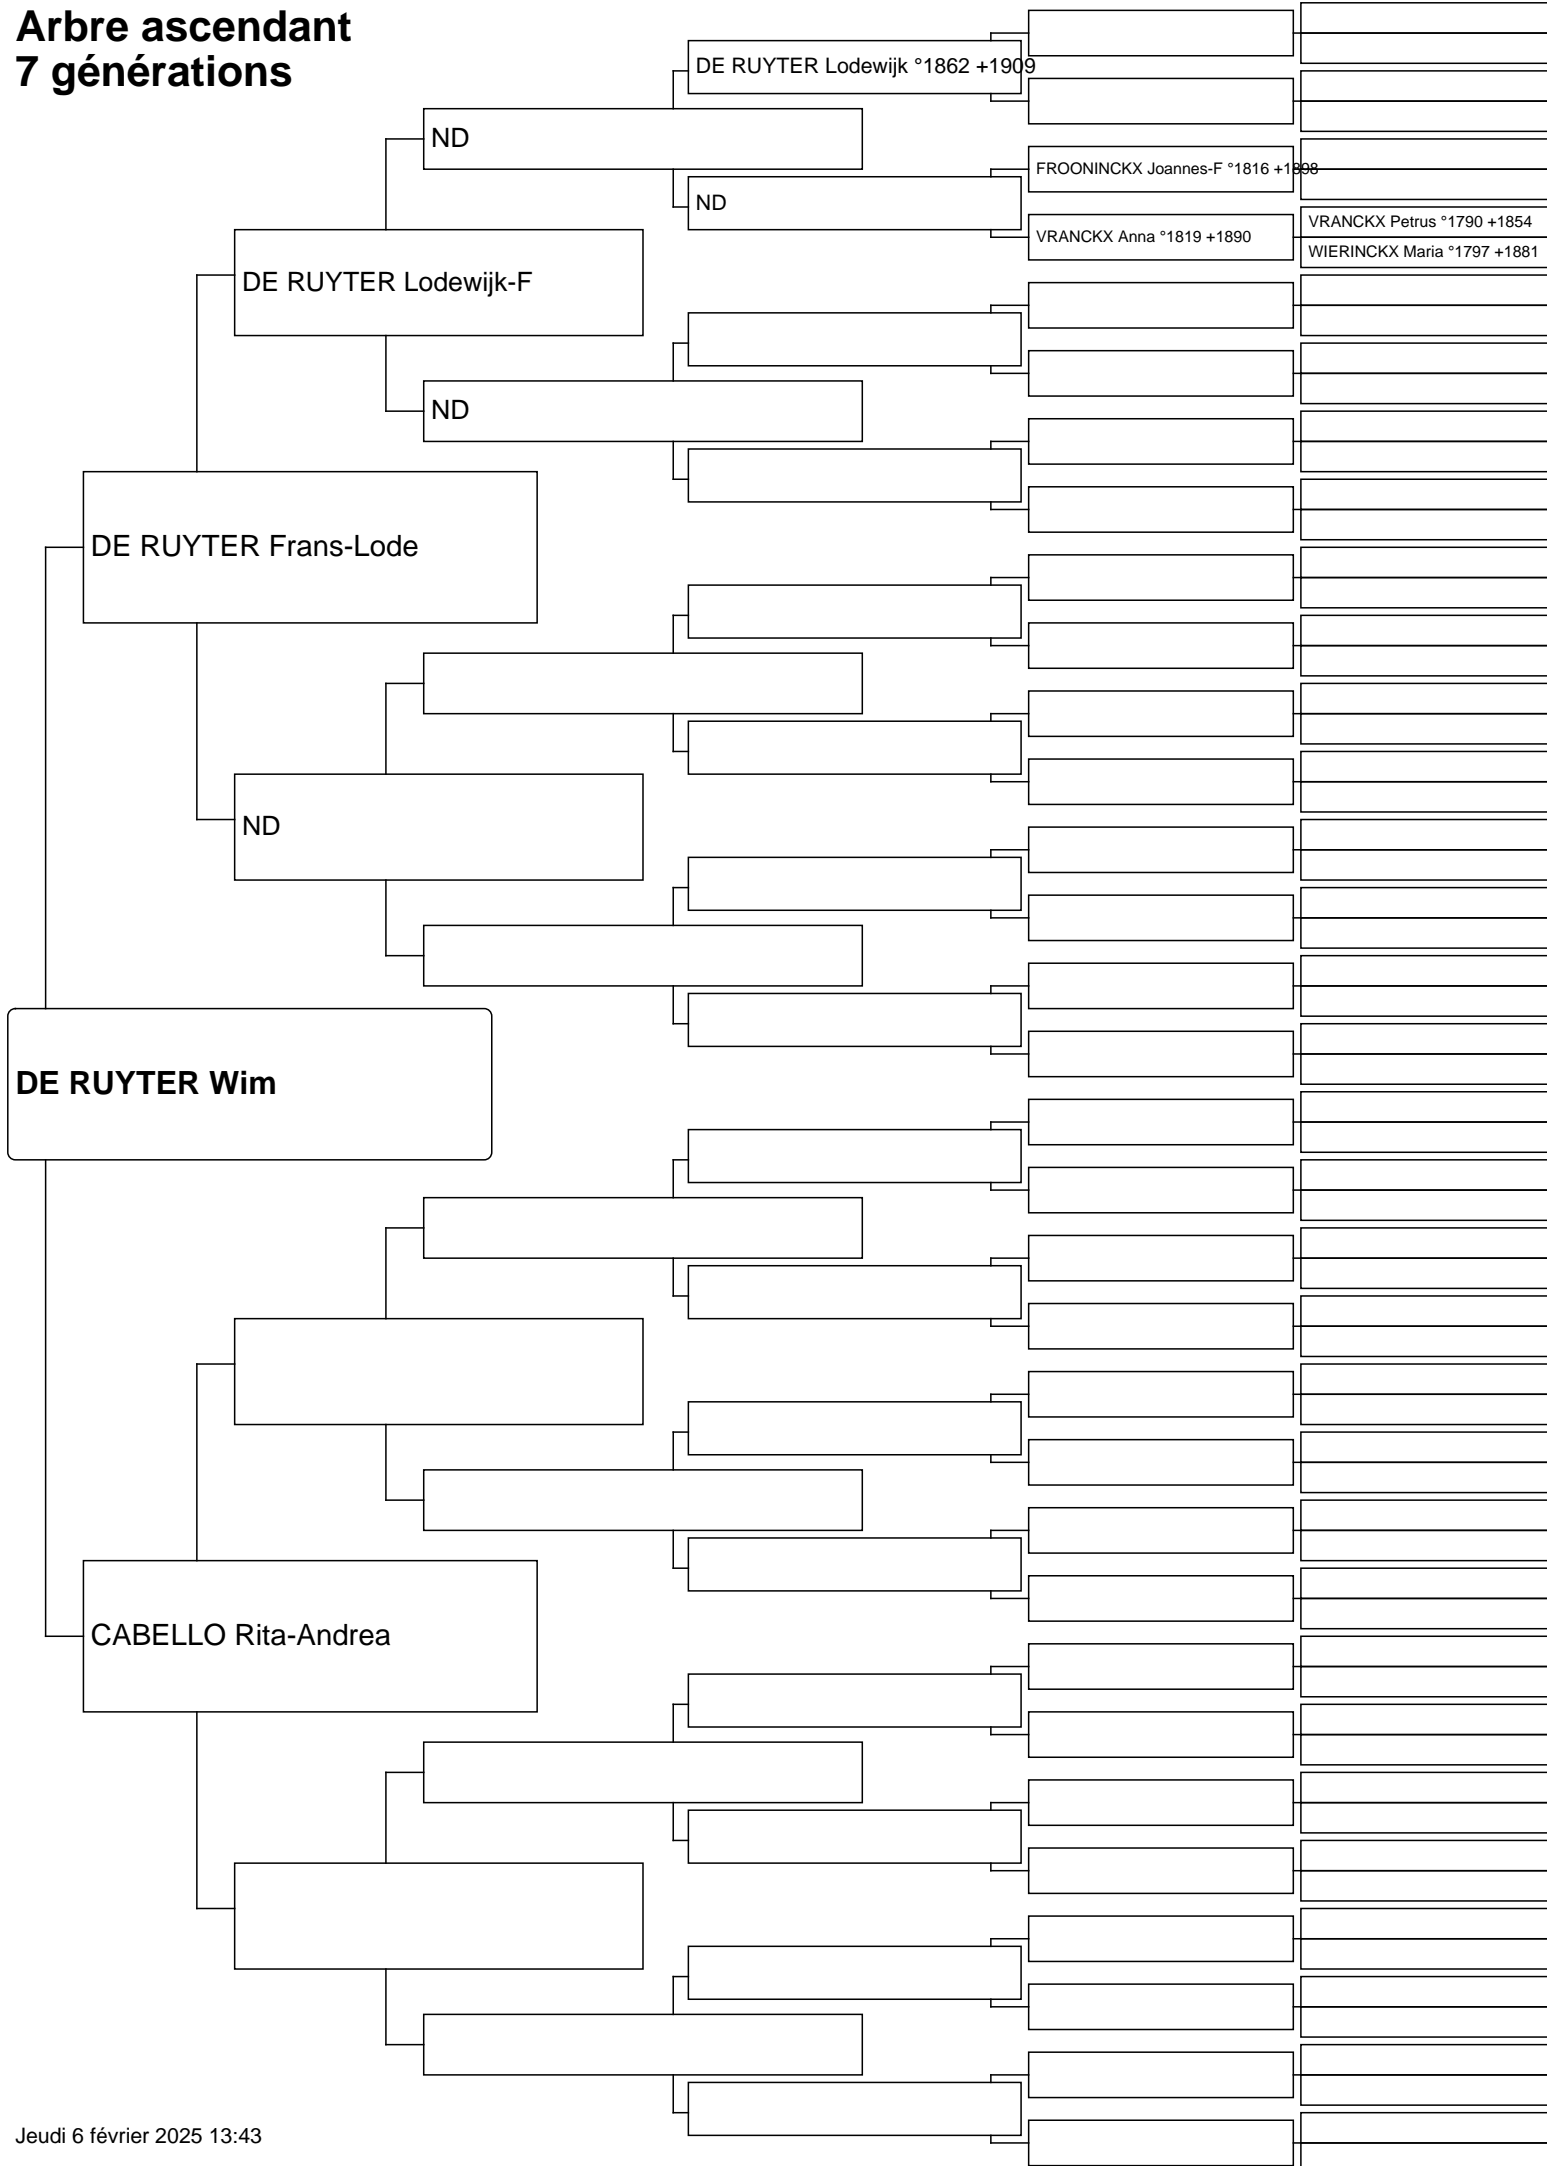 Arbre ascendant
7 générations
DE RUYTER Lodewijk °1862 +1909
ND
FROONINCKX Joannes-F °1816 +1898
ND
VRANCKX Petrus °1790 +1854
VRANCKX Anna °1819 +1890
WIERINCKX Maria °1797 +1881
DE RUYTER Lodewijk-F
ND
DE RUYTER Frans-Lode
ND
DE RUYTER Wim
CABELLO Rita-Andrea
Jeudi 6 février 2025 13:43